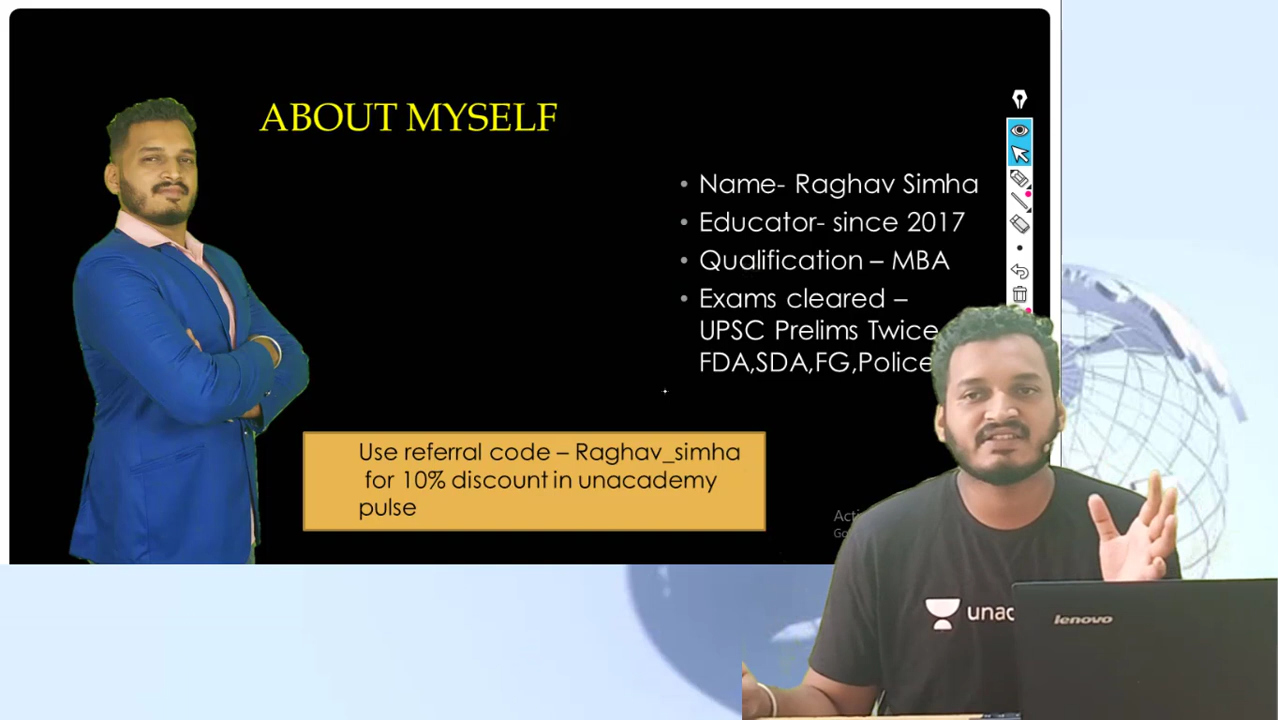 ABOUT MYSELF
Name- Raghav Simha
Educator- since 2017
Qualification – MBA
Exams cleared –
UPSC Prelims Twice
FDA,SDA,FG,Police
Use referral code – Raghav_simha
for 10% discount in unacademy
pulse
lenovo